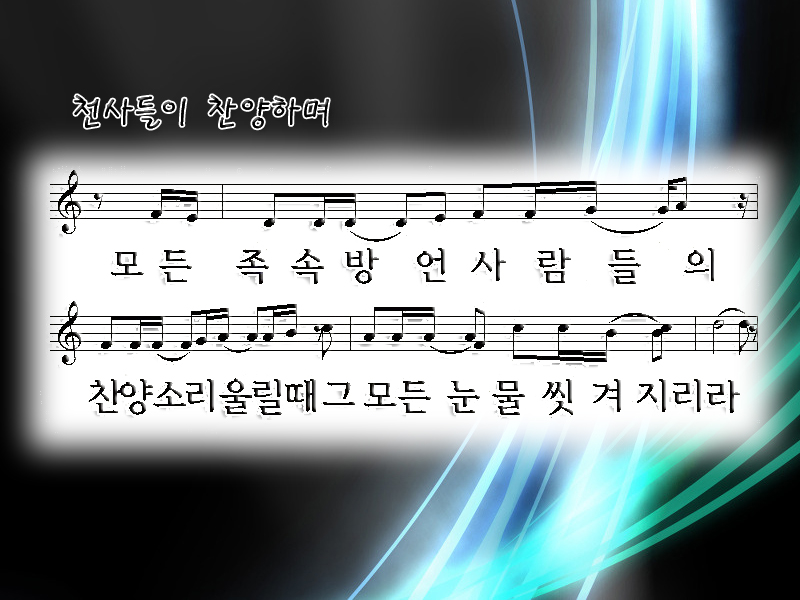 천사들이 찬양하며
모든 족속방 언사 람 들 의
찬양소리울릴때그 모든 눈 물 씻 겨 지리라